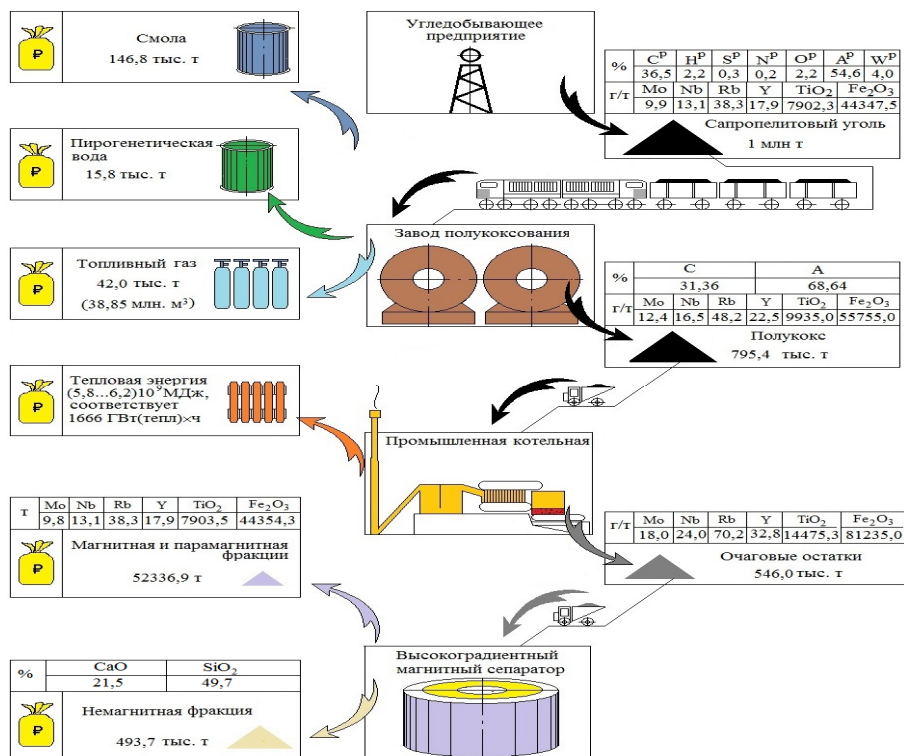 Смола
146,8 тыс. т
₽
Угледобывающее
предприятие
% Cᴾ Hᴾ Sᴾ Nᴾ Oᴾ Aᴾ Wᴾ
36,5 2,2 0,3 0,2 2,2 54,6 4,0
г/т Mo Nb Rb Y TiO₂ Fe₂O₃
9,9 13,1 38,3 17,9 7902,3 44347,5
Сапропелитовый уголь
1 млн т
Пирогенетическая
вода
15,8 тыс. т
₽
Завод полукоксования
Топливный газ
42,0 тыс. т
(38,85 млн. м³)
₽
% C A
31,36 68,64
г/т Mo Nb Rb Y TiO₂ Fe₂O₃
12,4 16,5 48,2 22,5 9935,0 55755,0
Полукокс
795,4 тыс. т
Тепловая энергия
(5,8...6,2)10⁹МДж,
соответствует
1666 ГВт(тепл)×ч
₽
Промышленная котельная
т Mo Nb Rb Y TiO₂ Fe₂O₃
9,8 13,1 38,3 17,9 7903,5 44354,3
Магнитная и парамагнитная
фракции
52336,9 т
₽
г/т Mo Nb Rb Y TiO₂ Fe₂O₃
18,0 24,0 70,2 32,8 14475,3 81235,0
Очаговые остатки
546,0 тыс. т
Высокоградиентный
магнитный сепаратор
% CaO SiO₂
21,5 49,7
Немагнитная фракция
493,7 тыс. т
₽